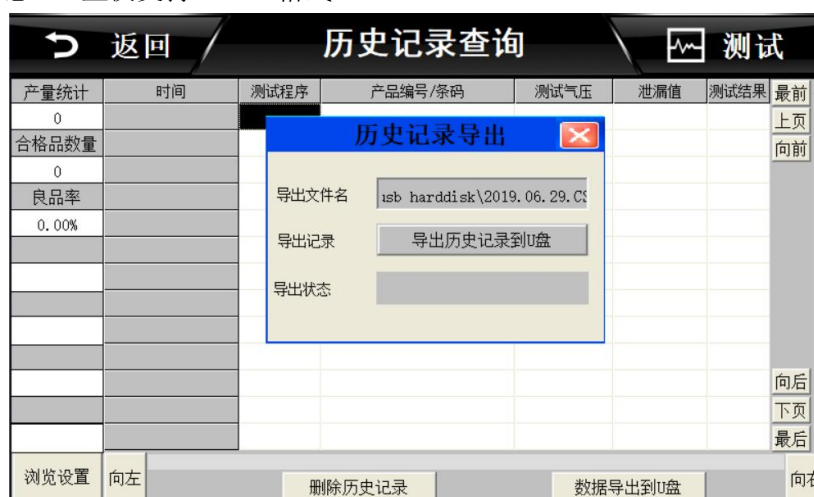 返回
历史记录查询
测试
产量统计 时间 测试程序 产品编号/条码 测试气压 泄漏值 测试结果 最前
0
上页
合格品数量
向前
0
良品率
0.00%
历史记录导出
导出文件名 usb harddisk\2019.06.29.CS
导出记录 导出历史记录到U盘
导出状态
向后
下页
最后
浏览设置 向左 删除历史记录 数据导出到U盘 向右